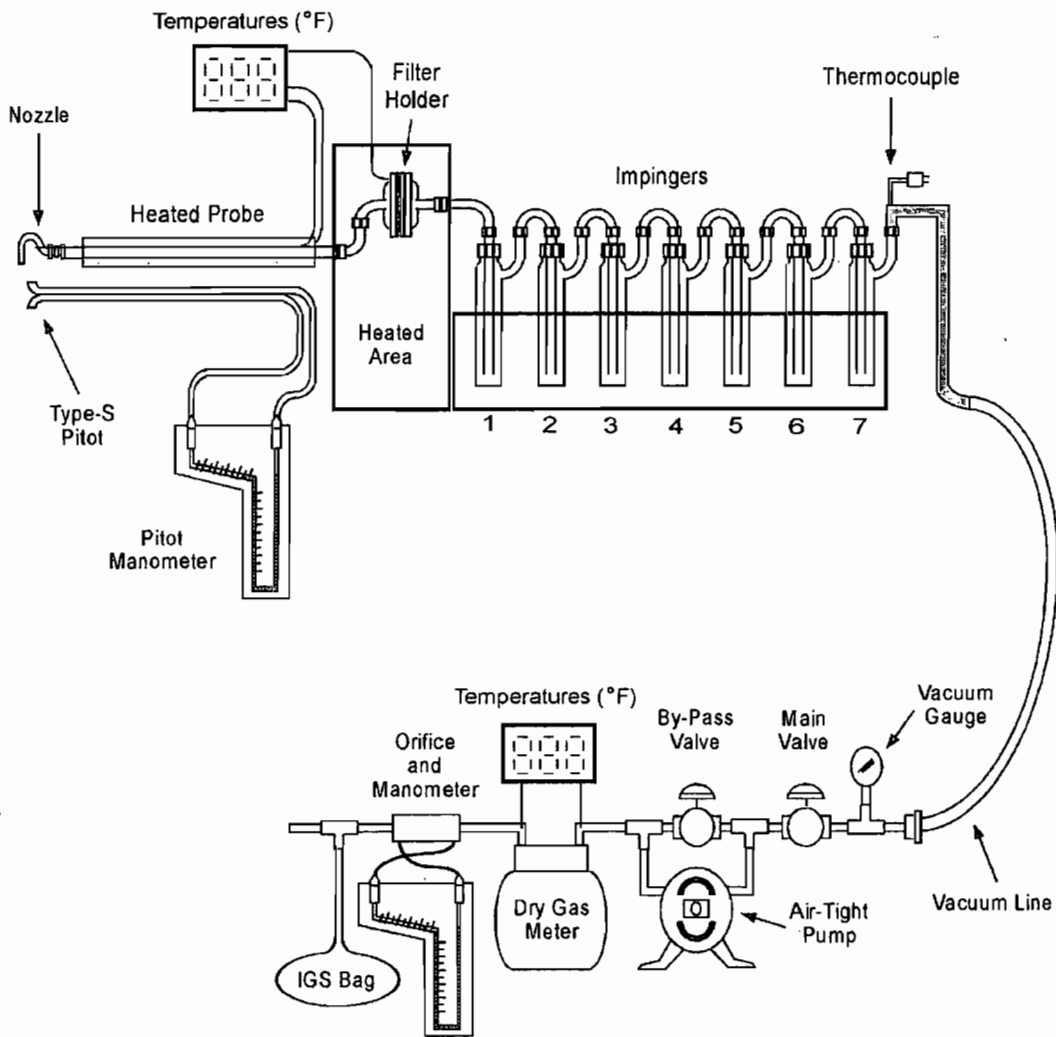 Temperatures (°F)
Filter
Holder
Thermocouple
Nozzle
Impingers
Heated Probe
Heated
Area
Type-S
Pitot
1 2 3 4 5 6 7
Pitot
Manometer
Temperatures (°F)
Vacuum
Gauge
By-Pass
Valve
Main
Valve
Orifice
and
Manometer
Dry Gas
Meter
Air-Tight
Pump
Vacuum Line
IGS Bag